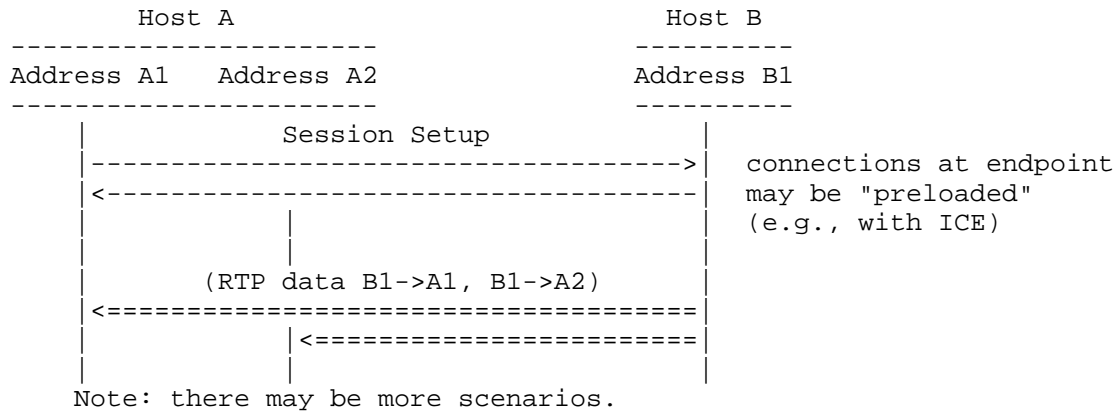 Host A                           Host B
-----------------------                ----------
Address A1   Address A2                Address B1
-----------------------                ----------
    |            Session Setup             |
    |------------------------------------->|  connections at endpoint
    |<-------------------------------------|  may be "preloaded"
    |            |                         |  (e.g., with ICE)
    |            |                         |
    |       (RTP data B1->A1, B1->A2)      |
    |<=====================================|
    |            |<========================|
    |            |                         |
Note: there may be more scenarios.